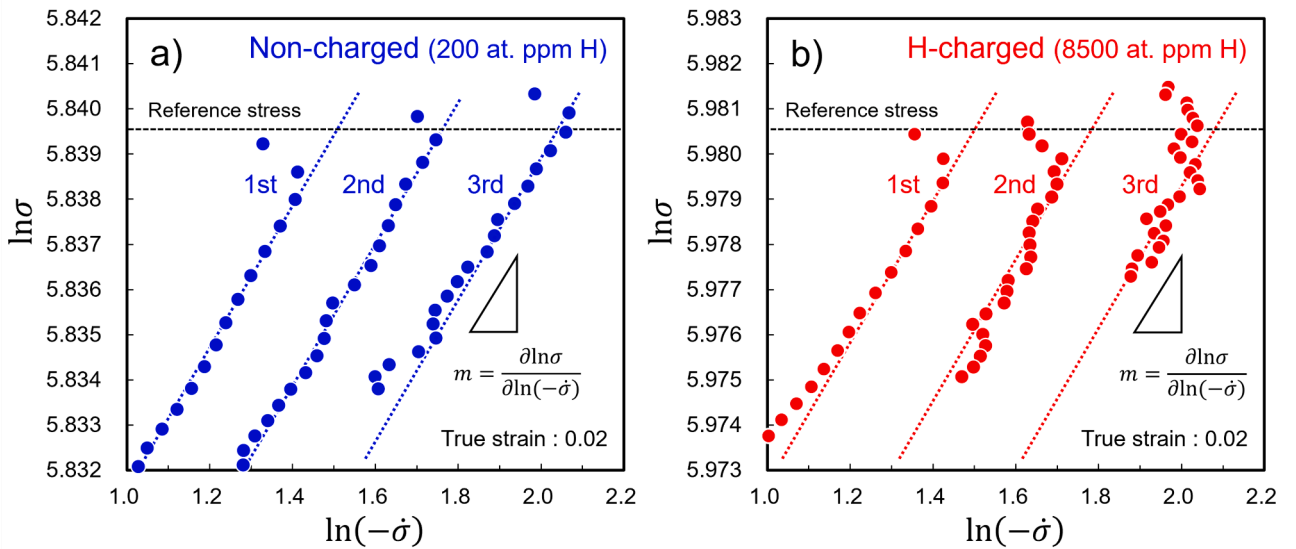 a)
Non-charged (200 at. ppm H)
Reference stress
1st
2nd
3rd
m = ∂lnσ / ∂ln(−σ̇)
True strain : 0.02
lnσ
5.842
5.841
5.840
5.839
5.838
5.837
5.836
5.835
5.834
5.833
5.832
1.0
1.2
1.4
1.6
1.8
2.0
2.2
ln(−σ̇)
b)
H-charged (8500 at. ppm H)
Reference stress
1st
2nd
3rd
m = ∂lnσ / ∂ln(−σ̇)
True strain : 0.02
lnσ
5.983
5.982
5.981
5.980
5.979
5.978
5.977
5.976
5.975
5.974
5.973
1.0
1.2
1.4
1.6
1.8
2.0
2.2
ln(−σ̇)